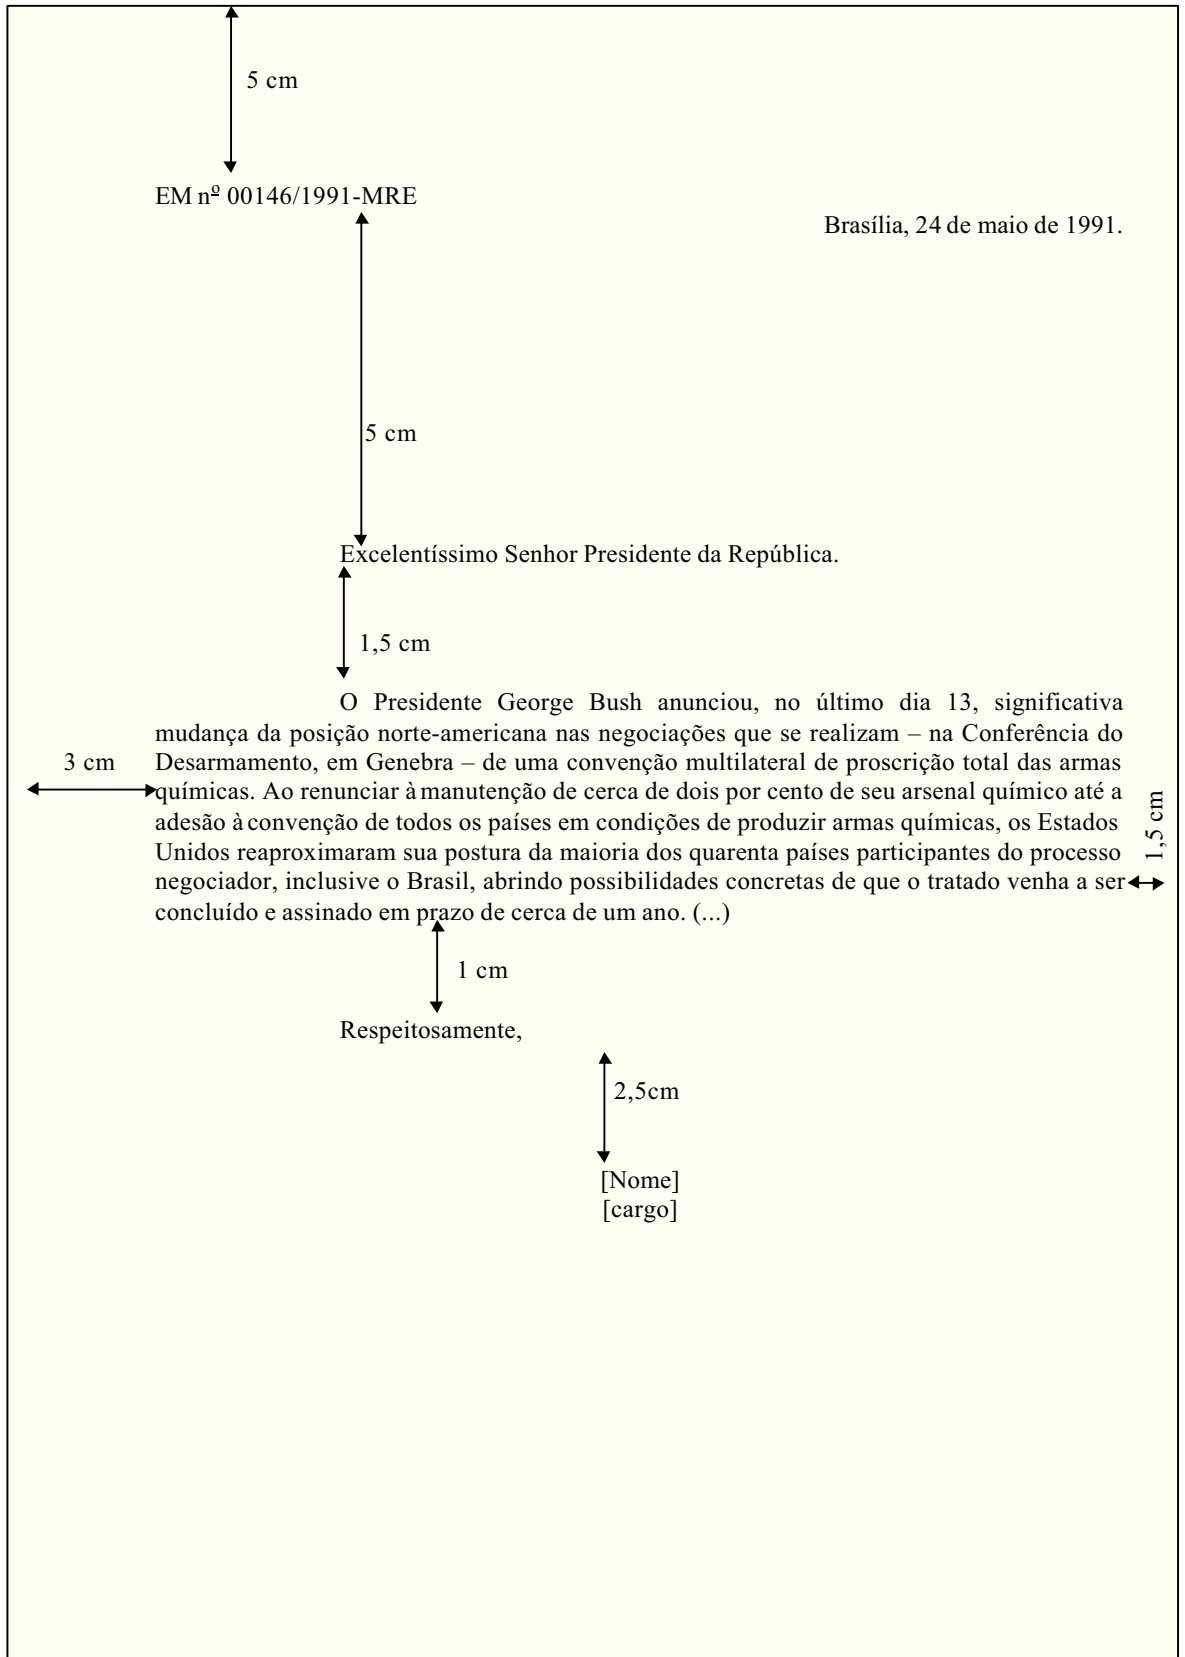 5 cm
EM nº 00146/1991-MRE
Brasília, 24 de maio de 1991.
5 cm
Excelentíssimo Senhor Presidente da República.
1,5 cm
O Presidente George Bush anunciou, no último dia 13, significativa
mudança da posição norte-americana nas negociações que se realizam – na Conferência do
3 cm
Desarmamento, em Genebra – de uma convenção multilateral de proscrição total das armas
químicas. Ao renunciar à manutenção de cerca de dois por cento de seu arsenal químico até a
adesão à convenção de todos os países em condições de produzir armas químicas, os Estados
Unidos reaproximaram sua postura da maioria dos quarenta países participantes do processo
1,5 cm
negociador, inclusive o Brasil, abrindo possibilidades concretas de que o tratado venha a ser
concluído e assinado em prazo de cerca de um ano. (...)
1 cm
Respeitosamente,
2,5cm
[Nome]
[cargo]